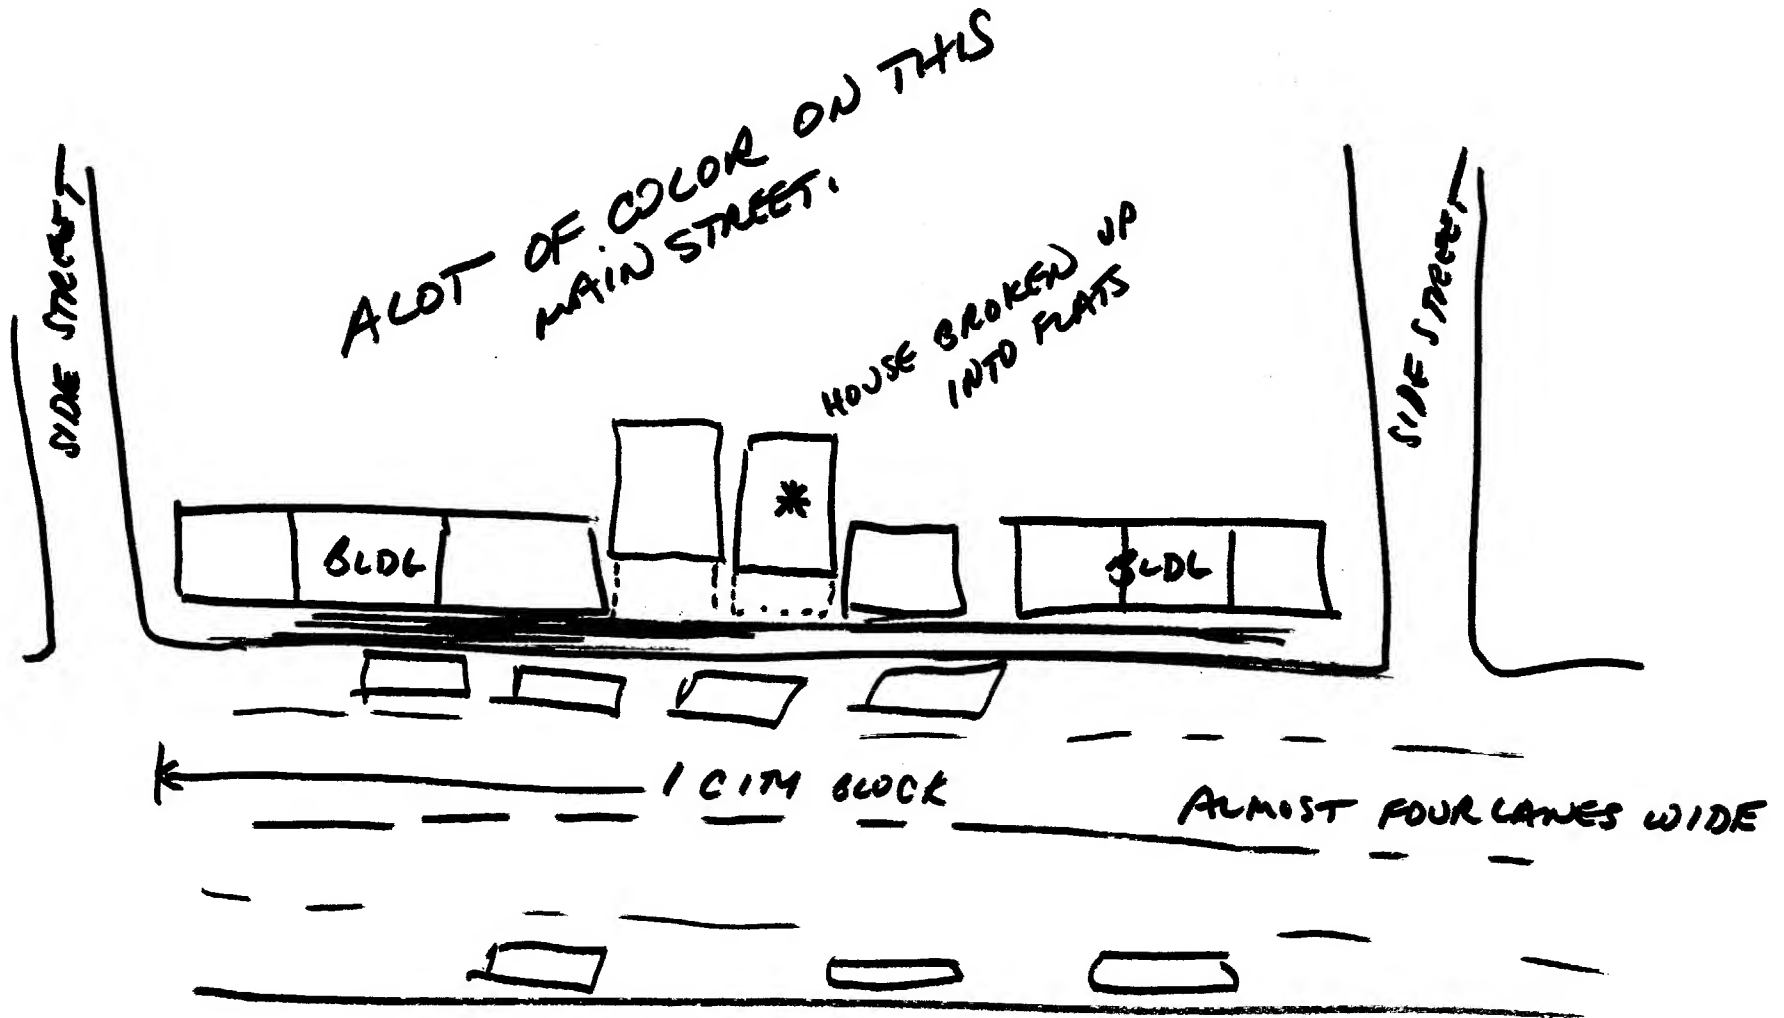 ALOT OF COLOR ON THIS
MAIN STREET.
SIDE STREET
SIDE STREET
HOUSE BROKEN UP
INTO FLATS
*
BLDG
BLDG
1 CITY BLOCK
ALMOST FOUR LANES WIDE